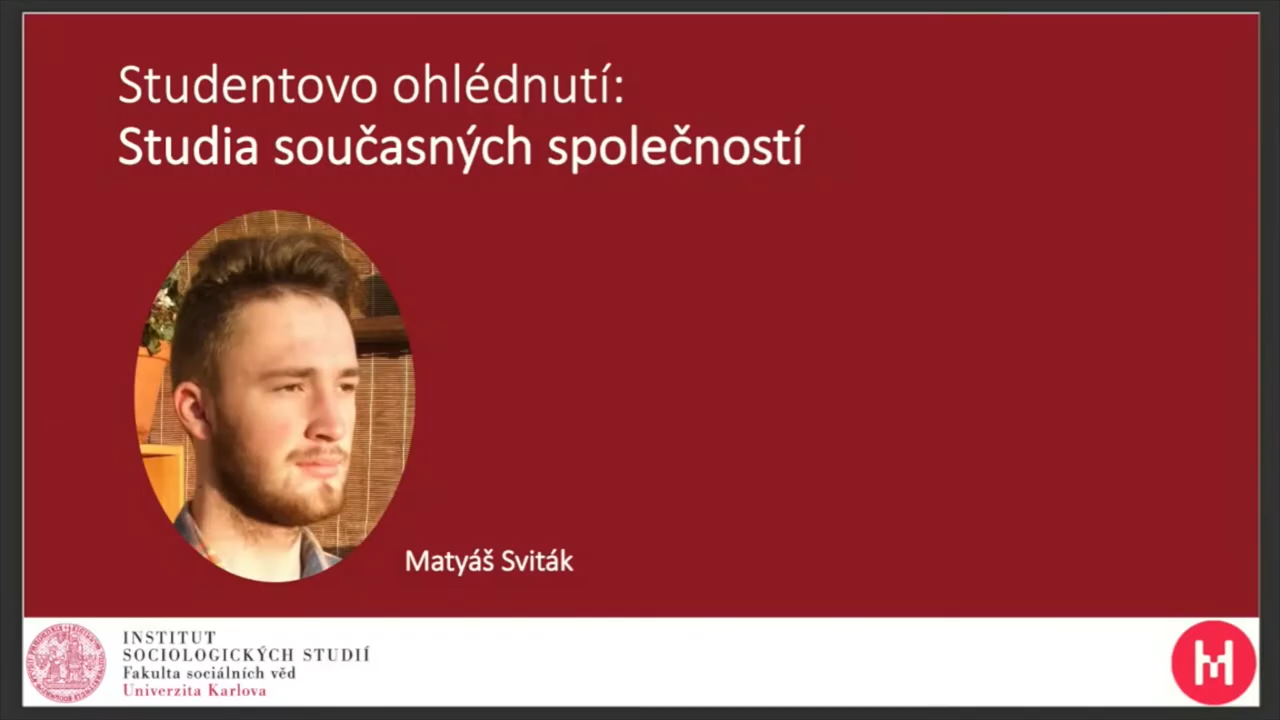 Studentovo ohlédnutí:
Studia současných společností
Matyáš Sviták
INSTITUT
SOCIOLOGICKÝCH STUDIÍ
Fakulta sociálních věd
Univerzita Karlova